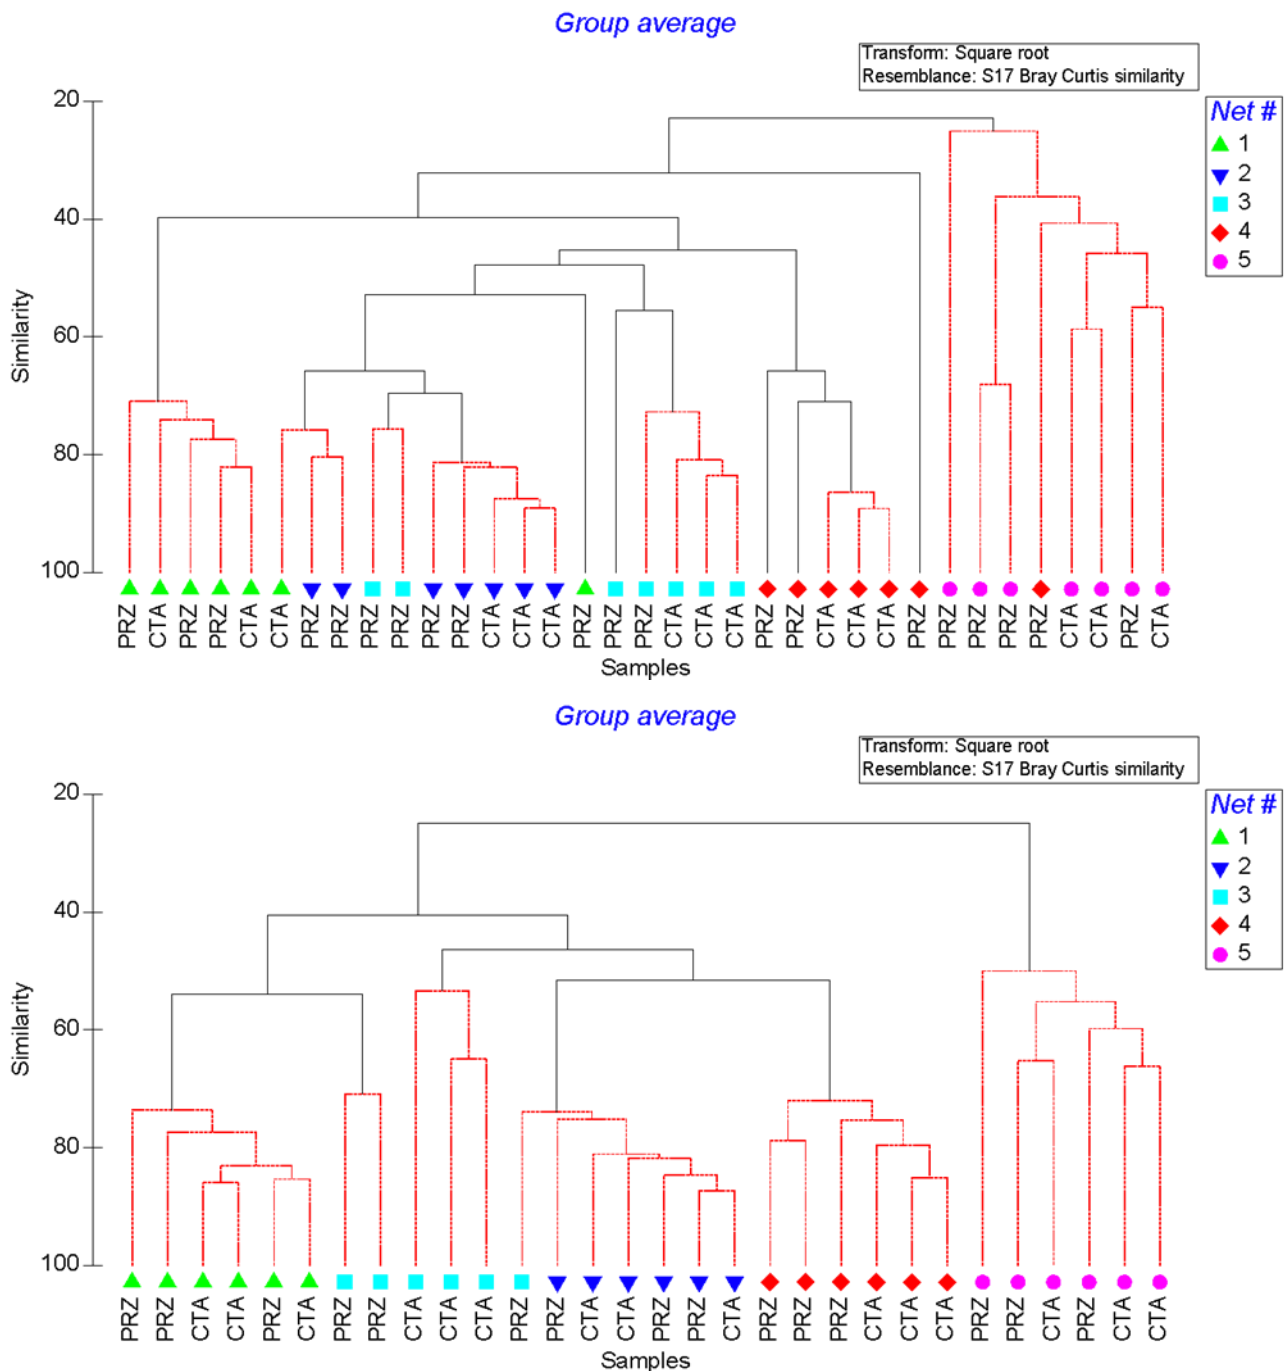 Group average
Transform: Square root
Resemblance: S17 Bray Curtis similarity
Net #
1
2
3
4
5
20
40
60
80
100
Similarity
PRZ CTA PRZ PRZ CTA CTA PRZ PRZ PRZ PRZ PRZ PRZ CTA CTA CTA PRZ PRZ PRZ CTA CTA CTA PRZ PRZ CTA CTA CTA PRZ PRZ PRZ PRZ PRZ CTA CTA PRZ CTA
Samples
Group average
Transform: Square root
Resemblance: S17 Bray Curtis similarity
Net #
1
2
3
4
5
20
40
60
80
100
Similarity
PRZ PRZ CTA CTA PRZ CTA PRZ PRZ CTA CTA CTA PRZ PRZ CTA CTA PRZ PRZ CTA PRZ PRZ PRZ CTA CTA CTA PRZ PRZ CTA PRZ CTA CTA
Samples